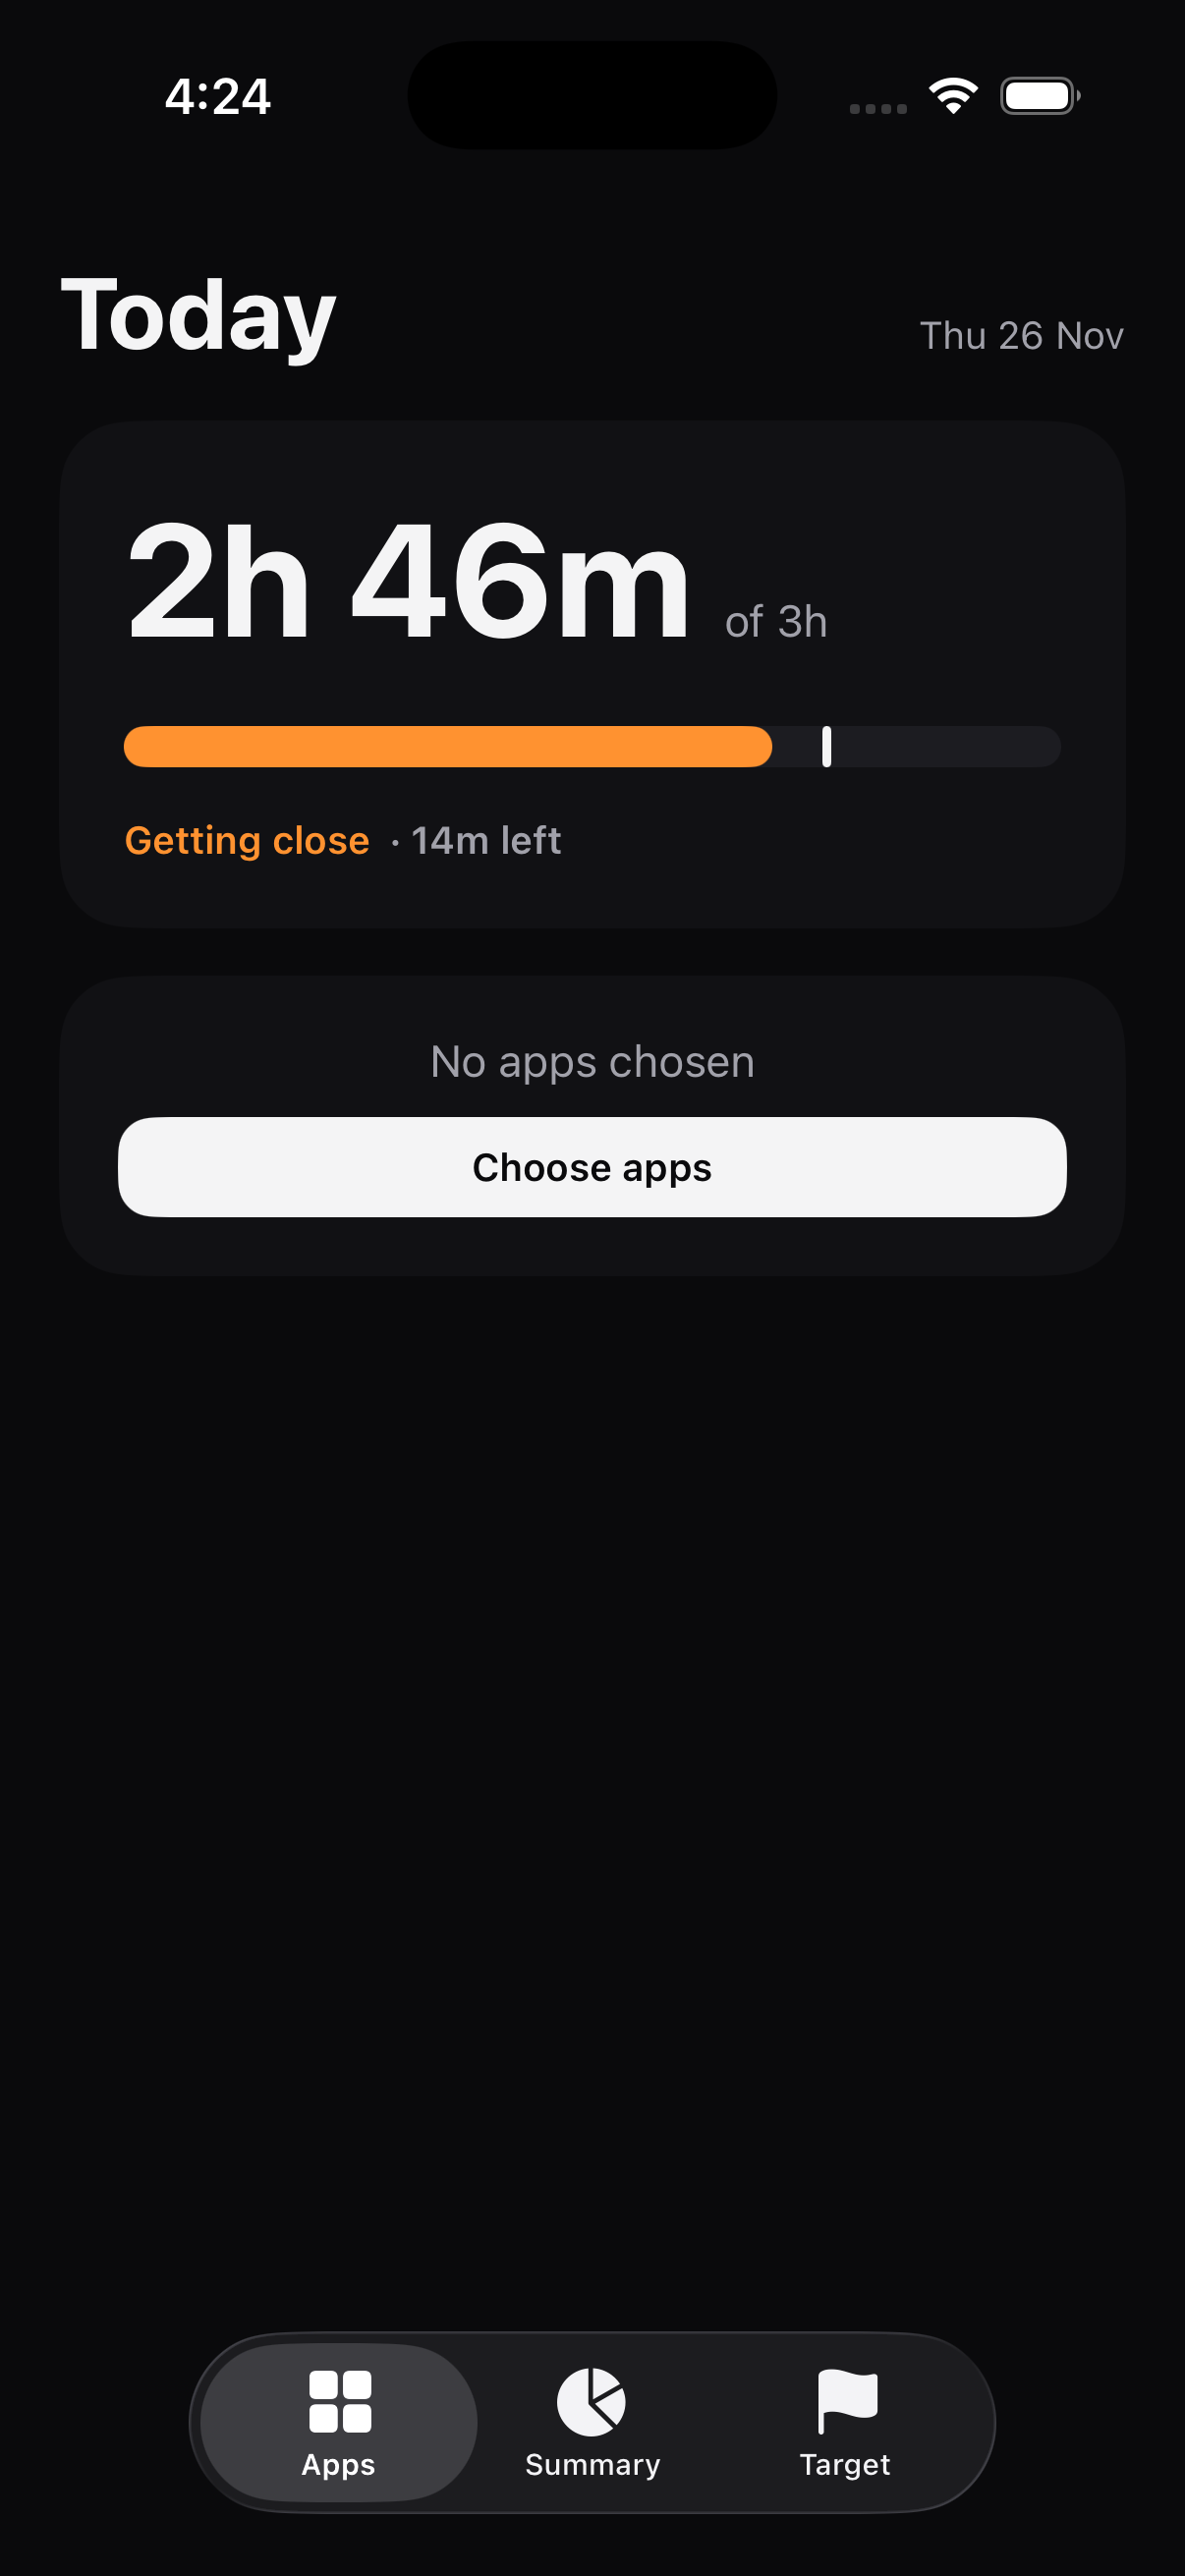 4:24
Today
Thu 26 Nov
2h 46m of 3h
Getting close · 14m left
No apps chosen
Choose apps
Apps
Summary
Target